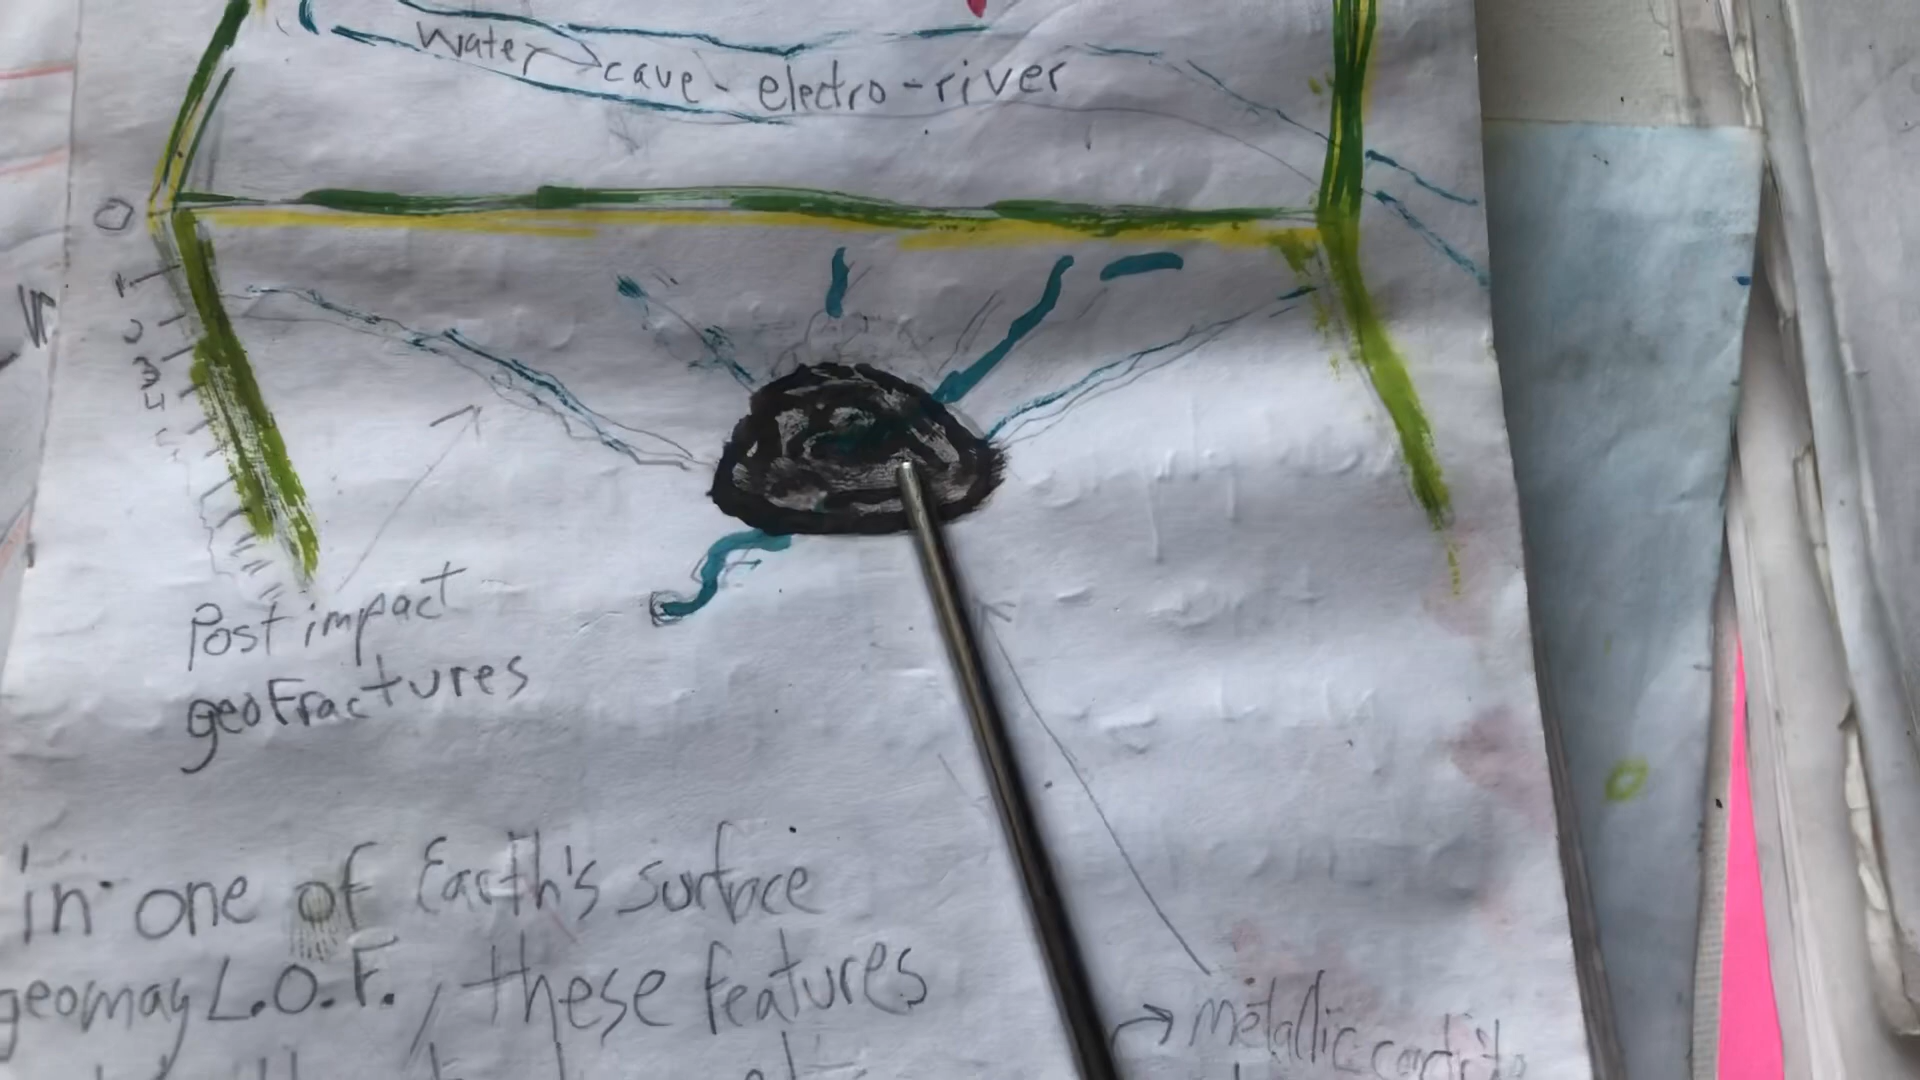 water → cave - electro-river
0
1
2
3
4
Post impact
geofractures
in one of Earth's surface
geomag L.O.F., these features
→ metallic